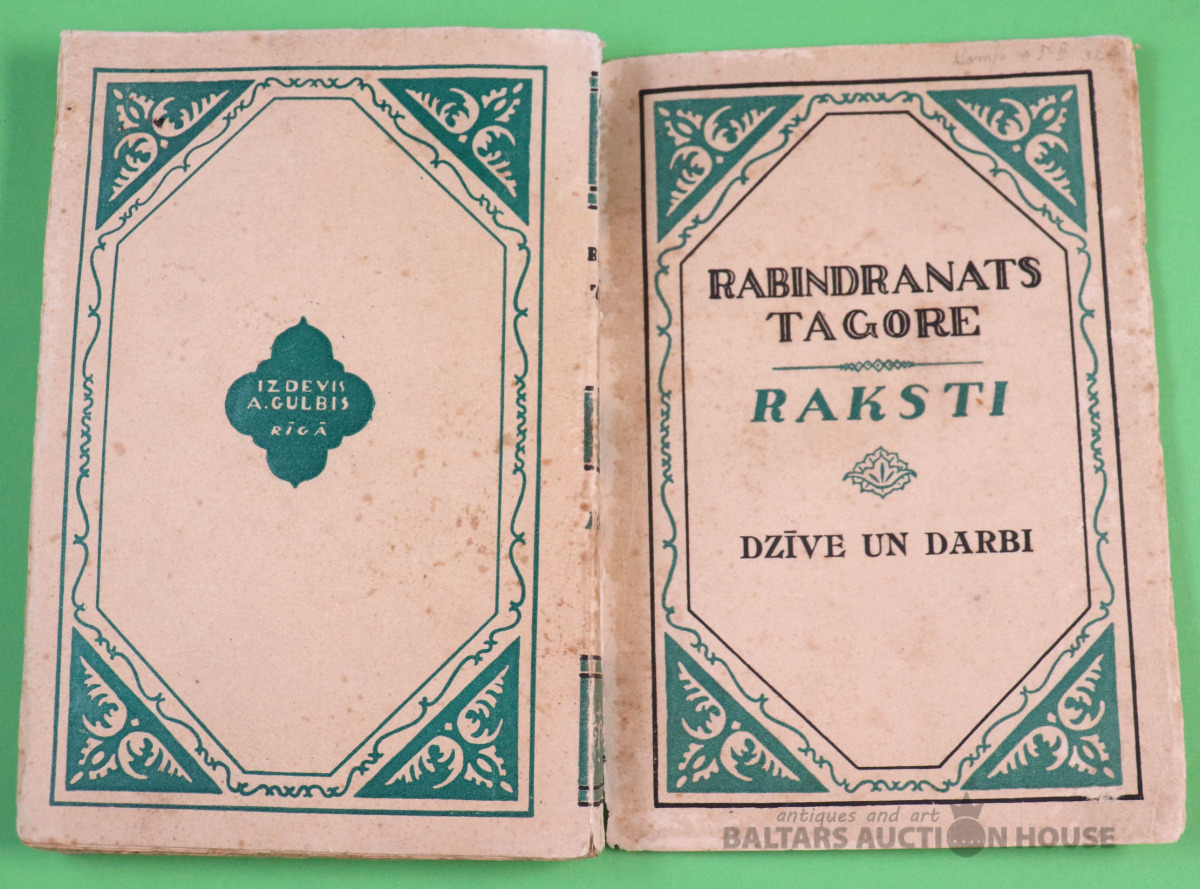 IZDEVIS
A. GULBIS
RĪGĀ
RABINDRANATS
TAGORE
RAKSTI
DZĪVE UN DARBI
antiques and art
BALTARS AUCTION HOUSE